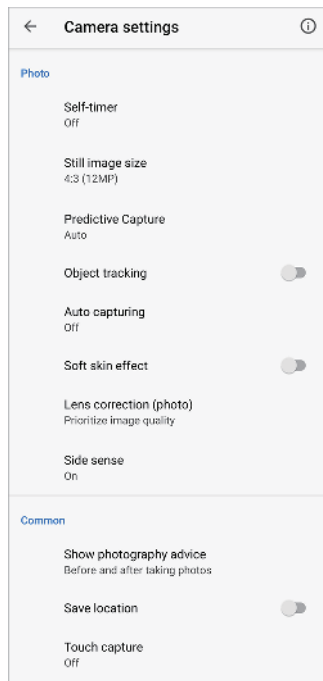 Camera settings
Photo
Self-timer
Off
Still image size
4:3 (12MP)
Predictive Capture
Auto
Object tracking
Auto capturing
Off
Soft skin effect
Lens correction (photo)
Prioritize image quality
Side sense
On
Common
Show photography advice
Before and after taking photos
Save location
Touch capture
Off